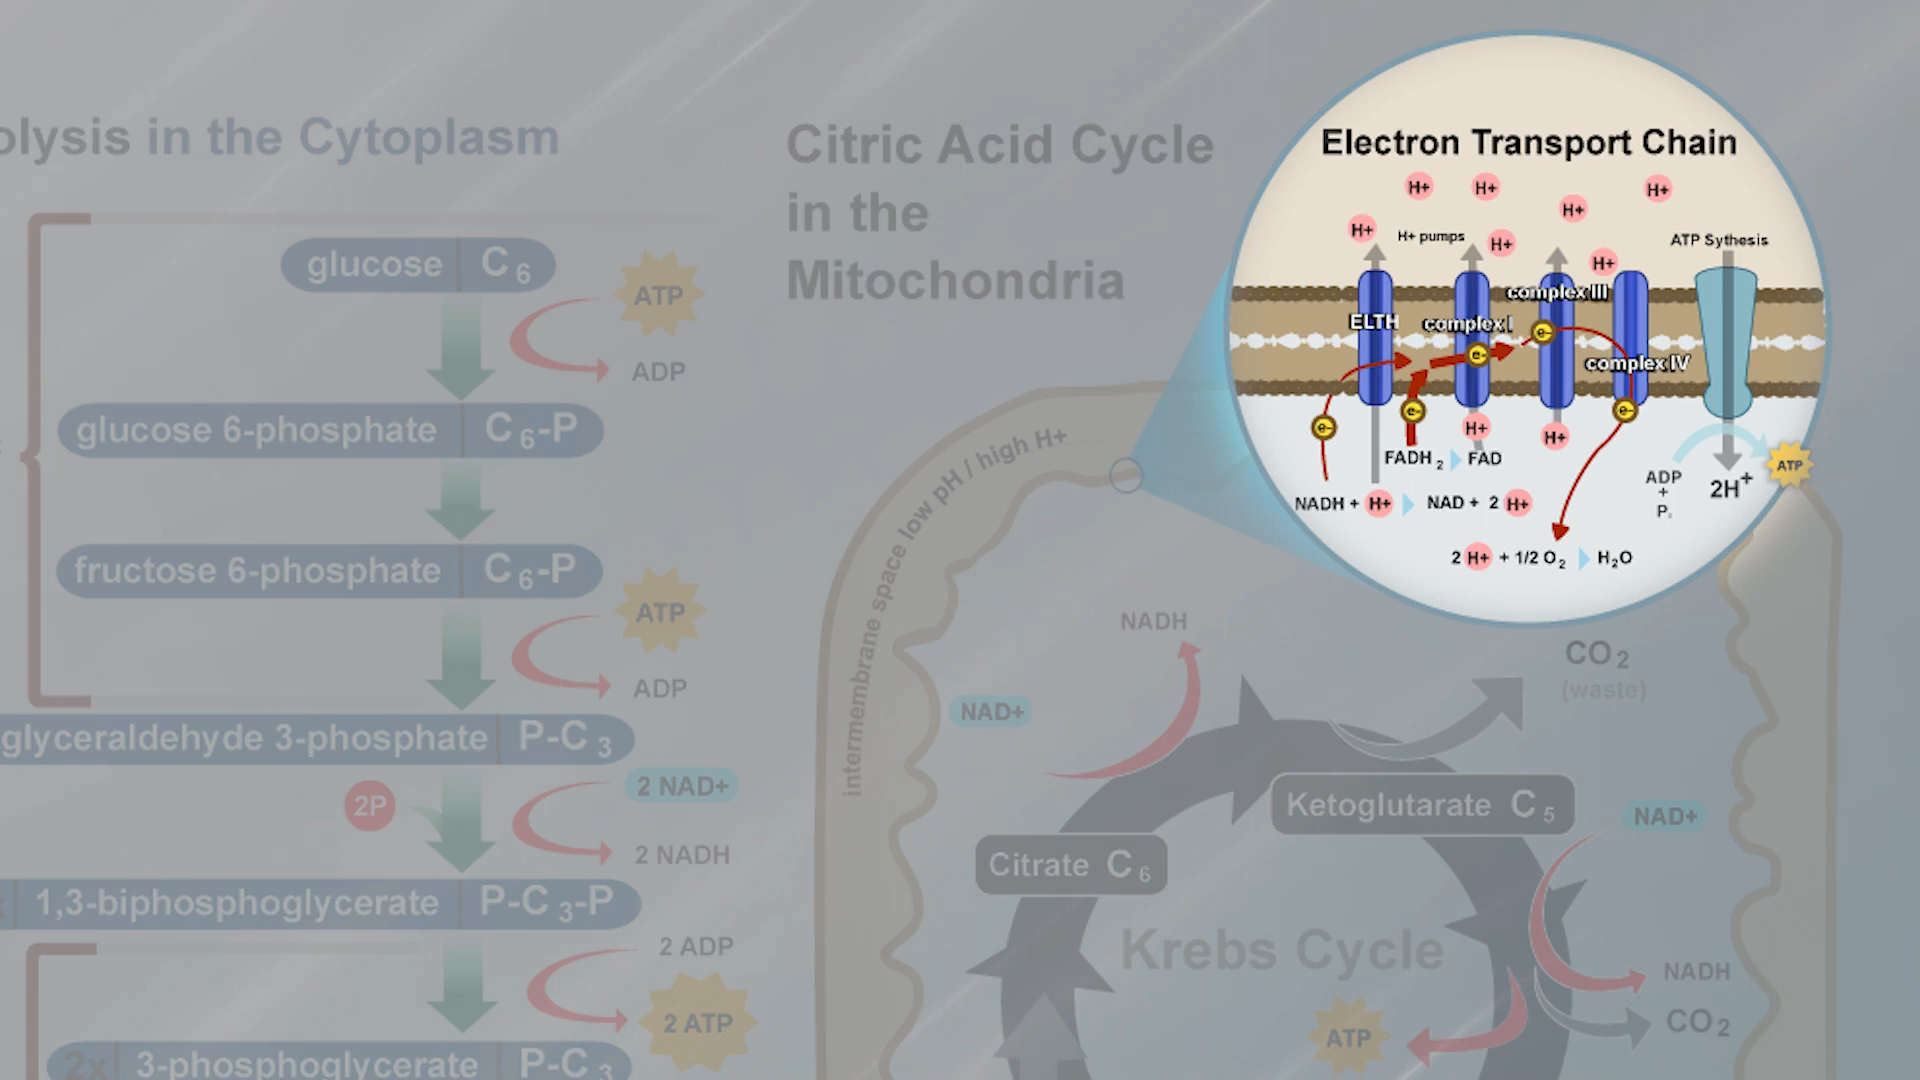 olysis in the Cytoplasm
glucose C6
ATP
ADP
glucose 6-phosphate C6-P
fructose 6-phosphate C6-P
ATP
ADP
glyceraldehyde 3-phosphate P-C3
2P
2 NAD+
2 NADH
1,3-biphosphoglycerate P-C3-P
2 ADP
2 ATP
2x 3-phosphoglycerate P-C3
Citric Acid Cycle
in the
Mitochondria
intermembrane space low pH / high H+
Electron Transport Chain
H+ H+ H+ H+
H+ H+ pumps H+ H+
ATP Sythesis
complex III
ELTH complex I
complex IV
e- e- e- e- e-
H+ H+
FADH2 FAD
NADH + H+ NAD + 2 H+
2 H+ + 1/2 O2 H2O
ADP
+
Pi
2H+
ATP
NADH
NAD+
CO2
(waste)
Ketoglutarate C5
NAD+
Citrate C6
Krebs Cycle
NADH
CO2
ATP